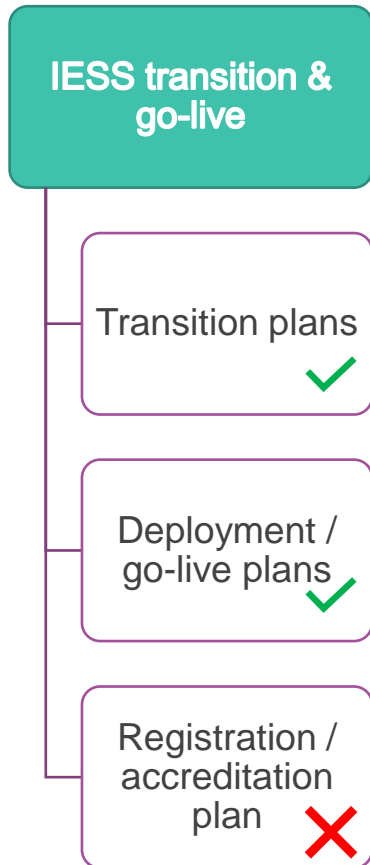 IESS transition &
go-live
Transition plans
Deployment /
go-live plans
Registration /
accreditation
plan